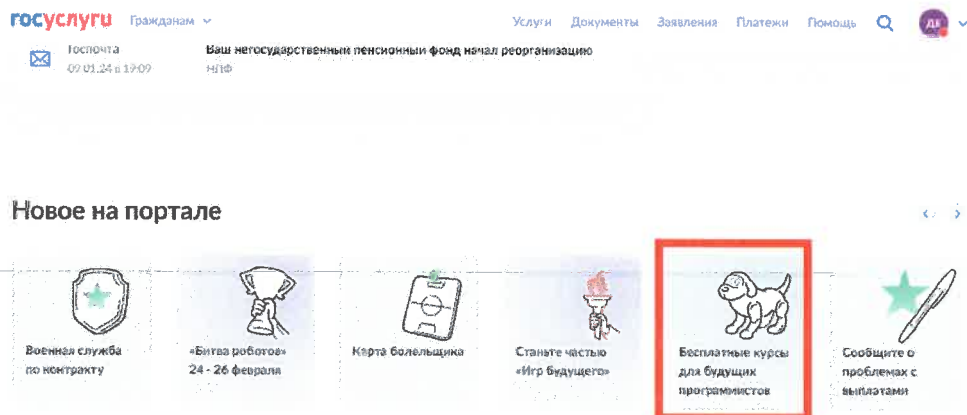 госуслуги Гражданам Услуги Документы Заявления Платежи Помощь ДК
Госпочта Ваш негосударственный пенсионный фонд начал реорганизацию
09.01.24 в 19:09 НПФ
Новое на портале
Военная служба
по контракту
«Битва роботов»
24 - 26 февраля
Карта болельщика
Станьте частью
«Игр будущего»
Бесплатные курсы
для будущих
программистов
Сообщите о
проблемах с
выплатами